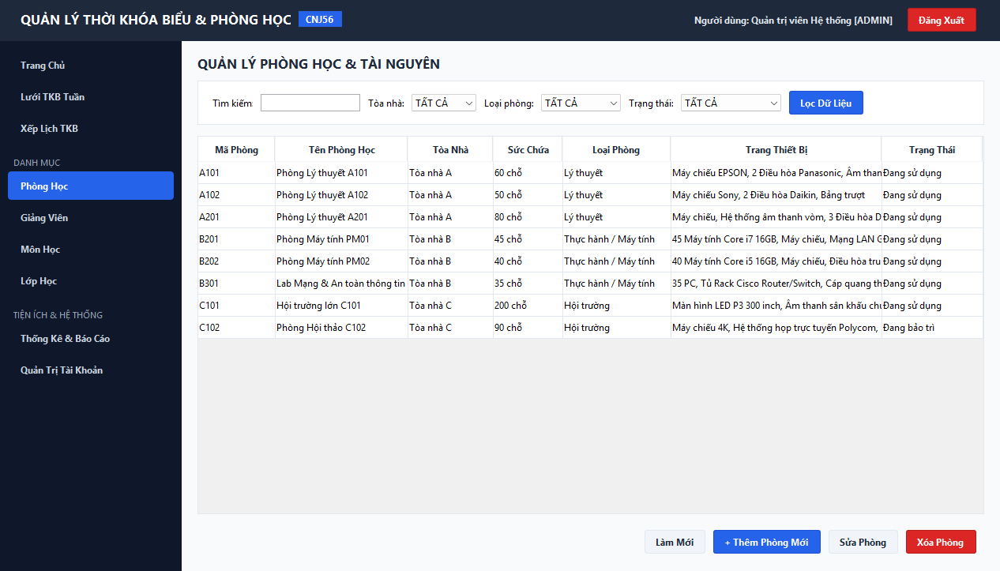 QUẢN LÝ THỜI KHÓA BIỂU & PHÒNG HỌC CNJ56 Người dùng: Quản trị viên Hệ thống [ADMIN] Đăng Xuất
Trang Chủ
Lưới TKB Tuần
Xếp Lịch TKB
DANH MỤC
Phòng Học
Giảng Viên
Môn Học
Lớp Học
TIỆN ÍCH & HỆ THỐNG
Thống Kê & Báo Cáo
Quản Trị Tài Khoản
QUẢN LÝ PHÒNG HỌC & TÀI NGUYÊN
Tìm kiếm: Tòa nhà: TẤT CẢ Loại phòng: TẤT CẢ Trạng thái: TẤT CẢ Lọc Dữ Liệu
Mã Phòng Tên Phòng Học Tòa Nhà Sức Chứa Loại Phòng Trang Thiết Bị Trạng Thái
A101 Phòng Lý thuyết A101 Tòa nhà A 60 chỗ Lý thuyết Máy chiếu EPSON, 2 Điều hòa Panasonic, Âm than Đang sử dụng
A102 Phòng Lý thuyết A102 Tòa nhà A 50 chỗ Lý thuyết Máy chiếu Sony, 2 Điều hòa Daikin, Bảng trượt Đang sử dụng
A201 Phòng Lý thuyết A201 Tòa nhà A 80 chỗ Lý thuyết Máy chiếu, Hệ thống âm thanh vòm, 3 Điều hòa D Đang sử dụng
B201 Phòng Máy tính PM01 Tòa nhà B 45 chỗ Thực hành / Máy tính 45 Máy tính Core i7 16GB, Máy chiếu, Mạng LAN G Đang sử dụng
B202 Phòng Máy tính PM02 Tòa nhà B 40 chỗ Thực hành / Máy tính 40 Máy tính Core i5 16GB, Máy chiếu, Điều hòa tru Đang sử dụng
B301 Lab Mạng & An toàn thông tin Tòa nhà B 35 chỗ Thực hành / Máy tính 35 PC, Tủ Rack Cisco Router/Switch, Cáp quang th Đang sử dụng
C101 Hội trường lớn C101 Tòa nhà C 200 chỗ Hội trường Màn hình LED P3 300 inch, Âm thanh sân khấu chu Đang sử dụng
C102 Phòng Hội thảo C102 Tòa nhà C 90 chỗ Hội trường Máy chiếu 4K, Hệ thống họp trực tuyến Polycom, Đang bảo trì
Làm Mới + Thêm Phòng Mới Sửa Phòng Xóa Phòng